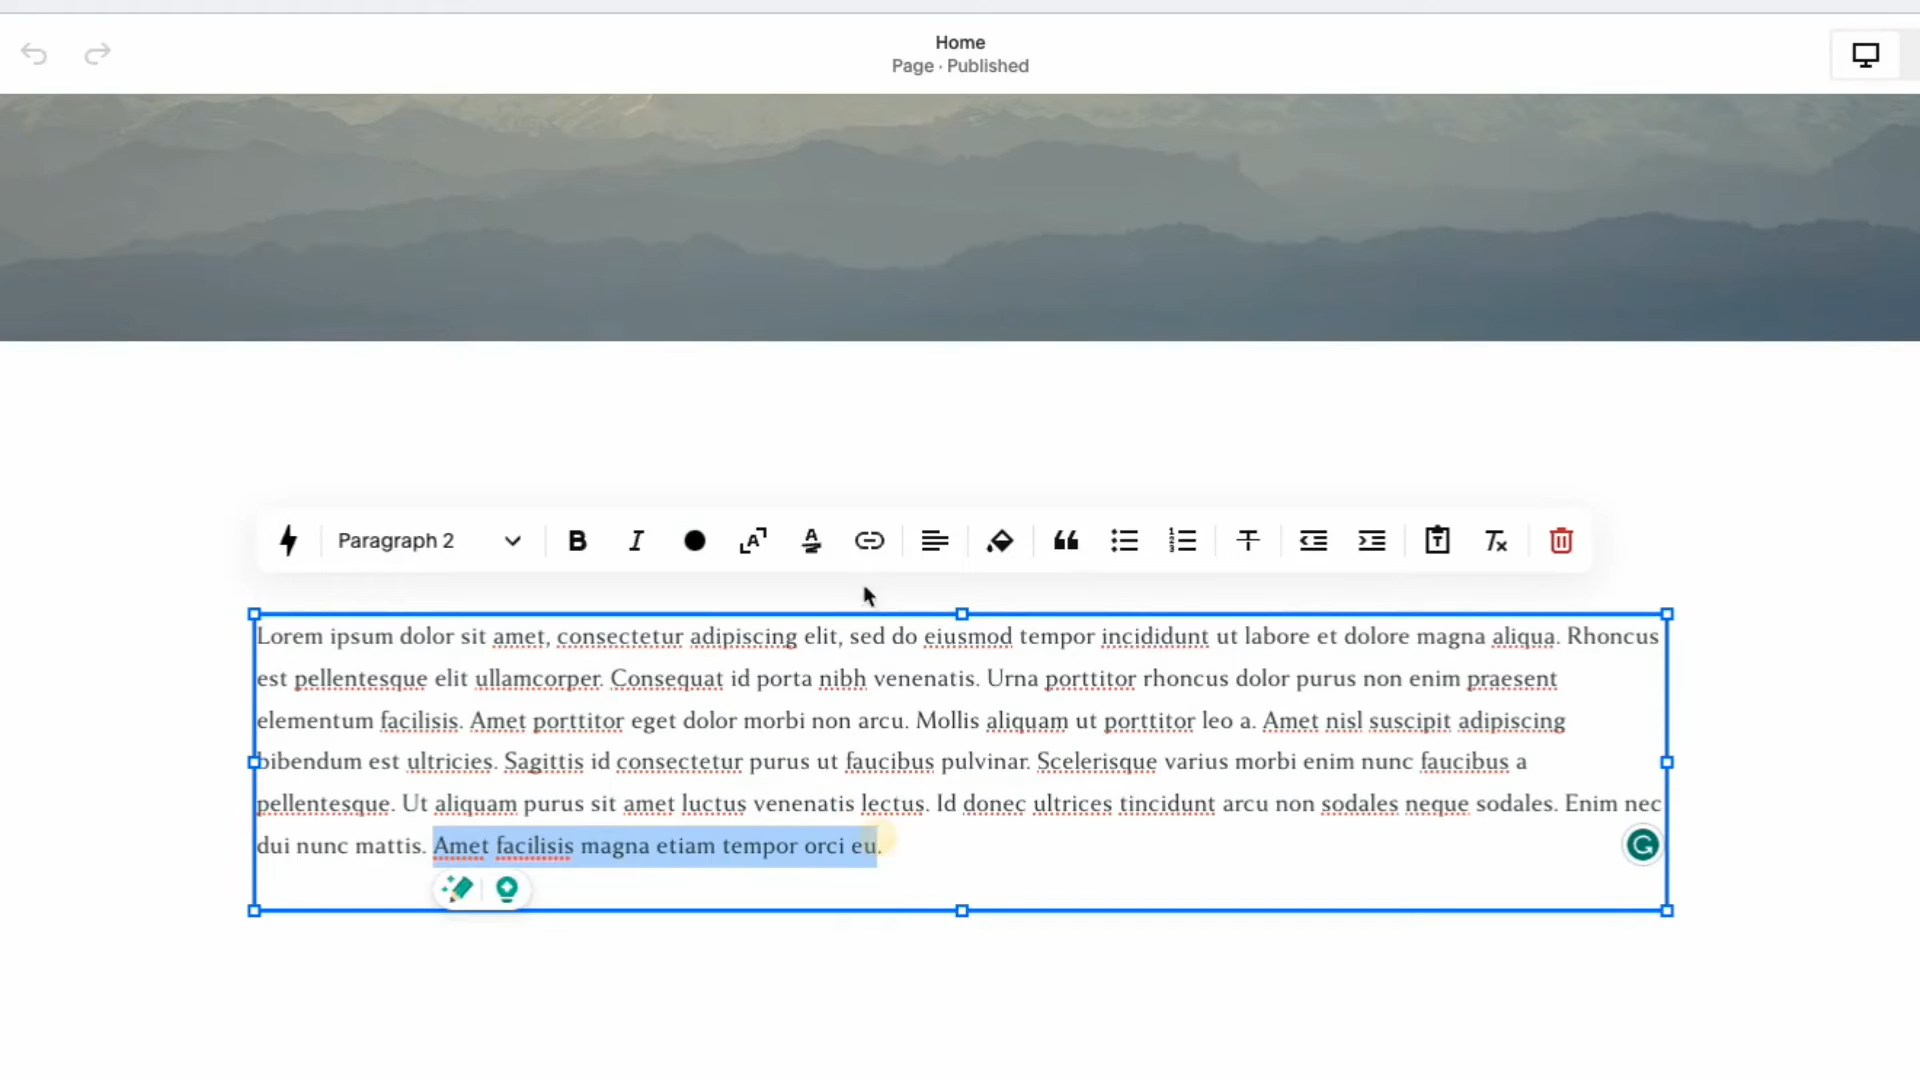 Home
Page · Published
Paragraph 2
Lorem ipsum dolor sit amet, consectetur adipiscing elit, sed do eiusmod tempor incididunt ut labore et dolore magna aliqua. Rhoncus
est pellentesque elit ullamcorper. Consequat id porta nibh venenatis. Urna porttitor rhoncus dolor purus non enim praesent
elementum facilisis. Amet porttitor eget dolor morbi non arcu. Mollis aliquam ut porttitor leo a. Amet nisl suscipit adipiscing
bibendum est ultricies. Sagittis id consectetur purus ut faucibus pulvinar. Scelerisque varius morbi enim nunc faucibus a
pellentesque. Ut aliquam purus sit amet luctus venenatis lectus. Id donec ultrices tincidunt arcu non sodales neque sodales. Enim nec
dui nunc mattis. Amet facilisis magna etiam tempor orci eu.